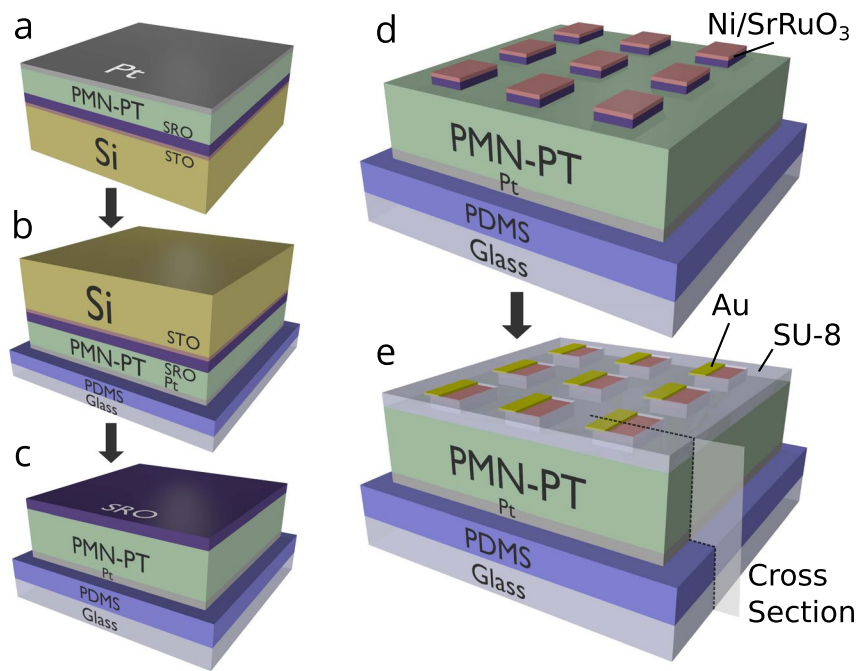 a
Pt
PMN-PT
SRO
Si
STO
b
Si
STO
PMN-PT
SRO
Pt
PDMS
Glass
c
SRO
PMN-PT
Pt
PDMS
Glass
d
Ni/SrRuO₃
PMN-PT
Pt
PDMS
Glass
e
Au
SU-8
PMN-PT
Pt
PDMS
Glass
Cross
Section